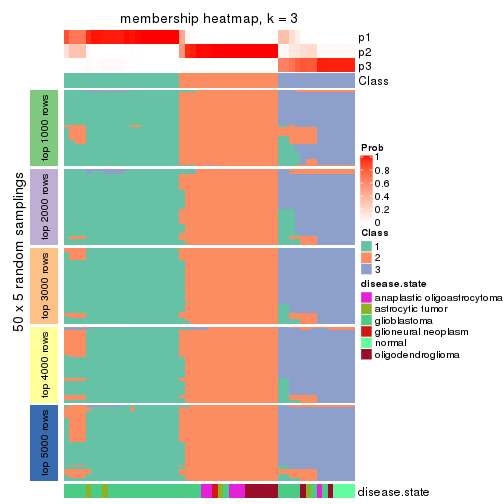 membership heatmap, k = 3
p1
p2
p3
Class
50 x 5 random samplings
top 1000 rows
top 2000 rows
top 3000 rows
top 4000 rows
top 5000 rows
Prob
1
0.8
0.6
0.4
0.2
0
Class
1
2
3
disease.state
anaplastic oligoastrocytoma
astrocytic tumor
glioblastoma
glioneural neoplasm
normal
oligodendroglioma
disease.state